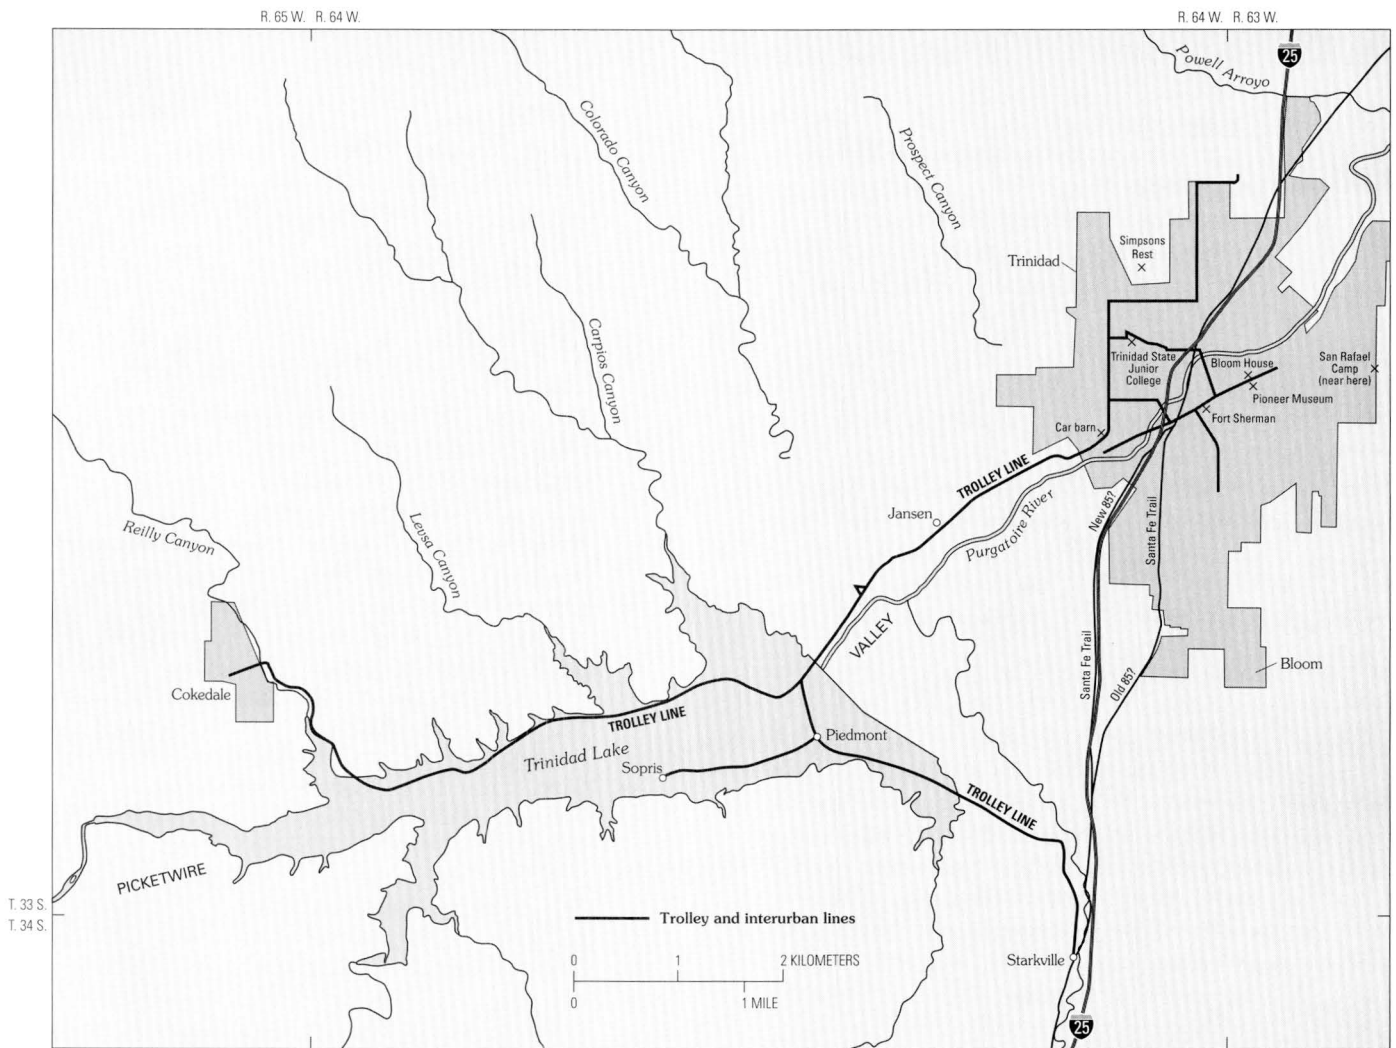 R. 65 W. R. 64 W.
R. 64 W. R. 63 W.
25
Powell Arroyo
Colorado Canyon
Prospect Canyon
Simpsons
Rest
Trinidad
Carpios Canyon
Trinidad State
Junior
College
Bloom House
San Rafael
Camp
(near here)
Pioneer Museum
Fort Sherman
Car barn
TROLLEY LINE
Jansen
Purgatoire River
New 85?
Santa Fe Trail
Reilly Canyon
Levsa Canyon
VALLEY
Santa Fe Trail
Old 85?
Bloom
Cokedale
TROLLEY LINE
Trinidad Lake
Piedmont
Sopris
TROLLEY LINE
PICKETWIRE
T. 33 S.
T. 34 S.
Trolley and interurban lines
0 1 2 KILOMETERS
0 1 MILE
Starkville
25